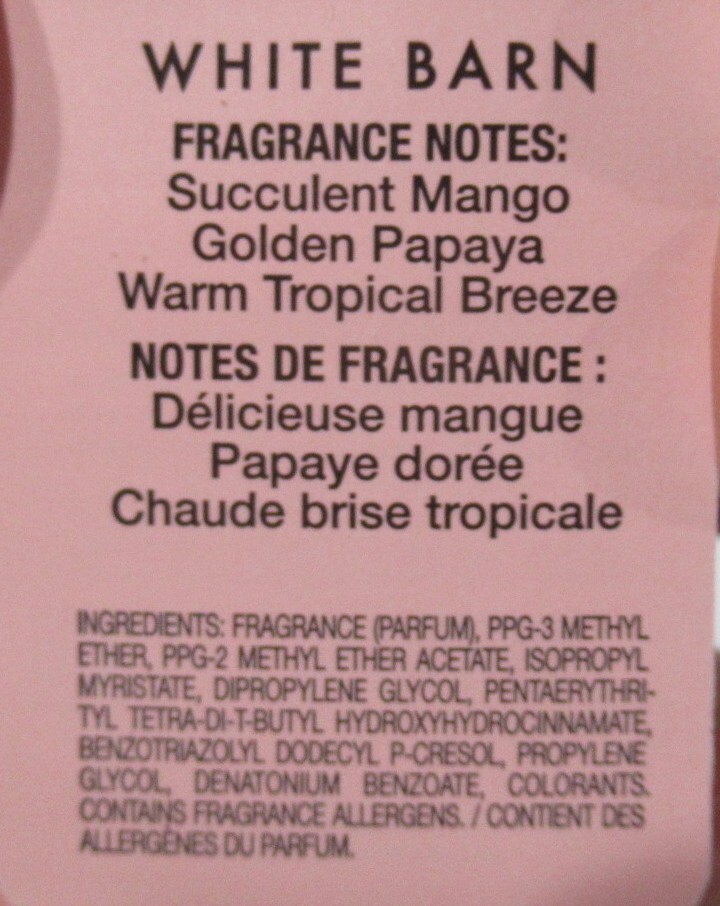 WHITE BARN
FRAGRANCE NOTES:
Succulent Mango
Golden Papaya
Warm Tropical Breeze
NOTES DE FRAGRANCE :
Délicieuse mangue
Papaye dorée
Chaude brise tropicale
INGREDIENTS: FRAGRANCE (PARFUM), PPG-3 METHYL
ETHER, PPG-2 METHYL ETHER ACETATE, ISOPROPYL
MYRISTATE, DIPROPYLENE GLYCOL, PENTAERYTHRI-
TYL TETRA-DI-T-BUTYL HYDROXYHYDROCINNAMATE,
BENZOTRIAZOLYL DODECYL P-CRESOL, PROPYLENE
GLYCOL, DENATONIUM BENZOATE, COLORANTS.
CONTAINS FRAGRANCE ALLERGENS. / CONTIENT DES
ALLERGÈNES DU PARFUM.